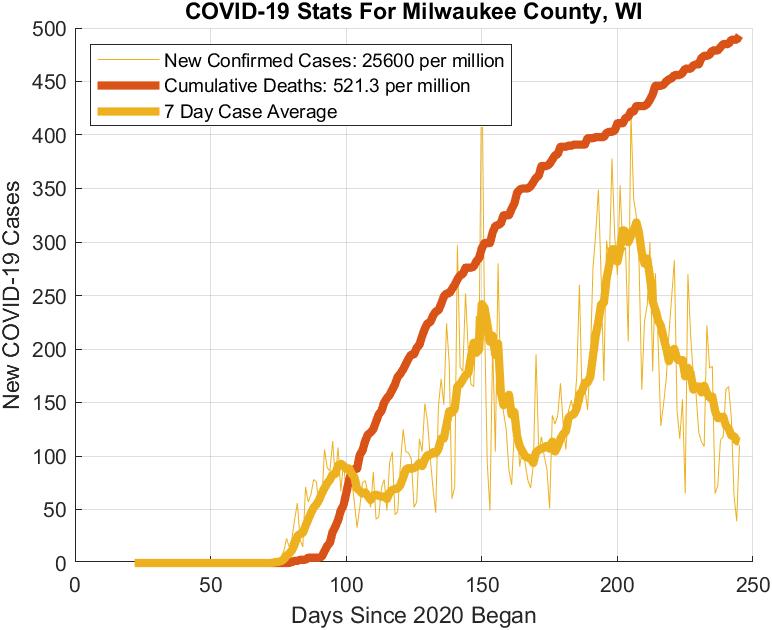 COVID-19 Stats For Milwaukee County, WI
500
450
400
350
300
250
200
150
100
50
0
New Confirmed Cases: 25600 per million
Cumulative Deaths: 521.3 per million
7 Day Case Average
New COVID-19 Cases
0 50 100 150 200 250
Days Since 2020 Began